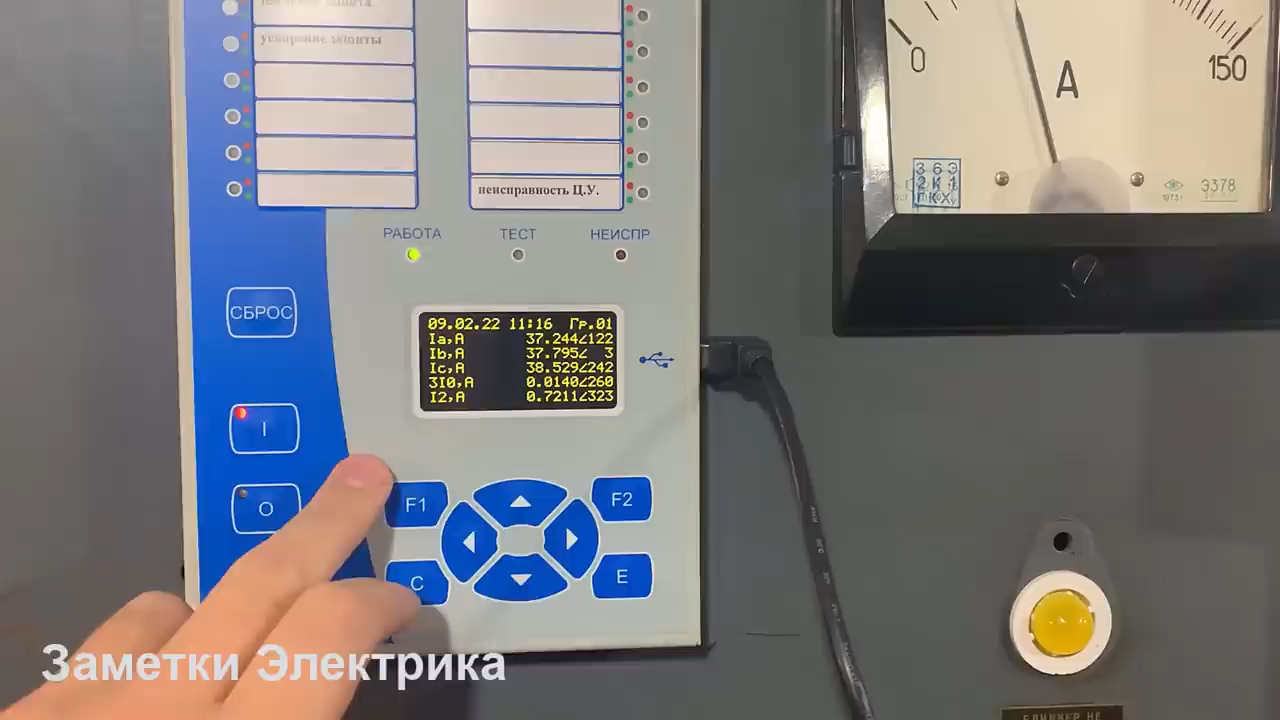 ускорение защиты
неисправность Ц.У.
РАБОТА
ТЕСТ
НЕИСПР
СБРОС
09.02.22 11:16 Гр.01
Ia,A 37.244∠122
Ib,A 37.795∠ 3
Ic,A 38.529∠242
3I0,A 0.0140∠260
I2,A 0.7211∠323
I
O
F1
F2
C
E
0
150
A
Э378
1973г
Заметки Электрика